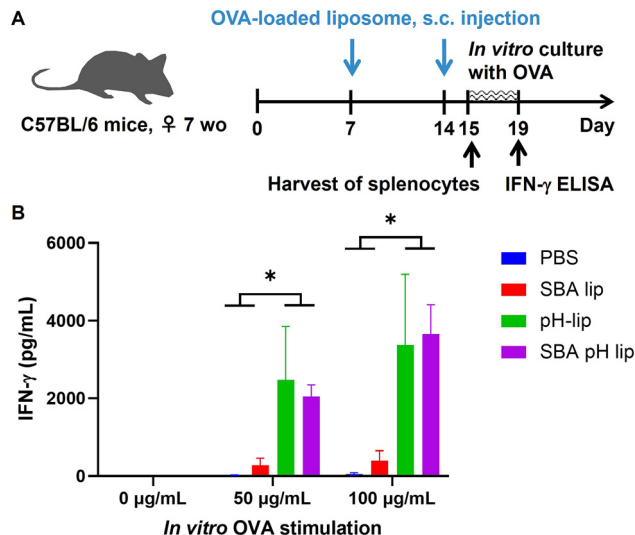 A
OVA-loaded liposome, s.c. injection
In vitro culture
with OVA
C57BL/6 mice, ♀ 7 wo
0 7 14 15 19 Day
Harvest of splenocytes IFN-γ ELISA
B
IFN-γ (pg/mL)
6000
4000
2000
0
*
*
PBS
SBA lip
pH-lip
SBA pH lip
0 µg/mL 50 µg/mL 100 µg/mL
In vitro OVA stimulation